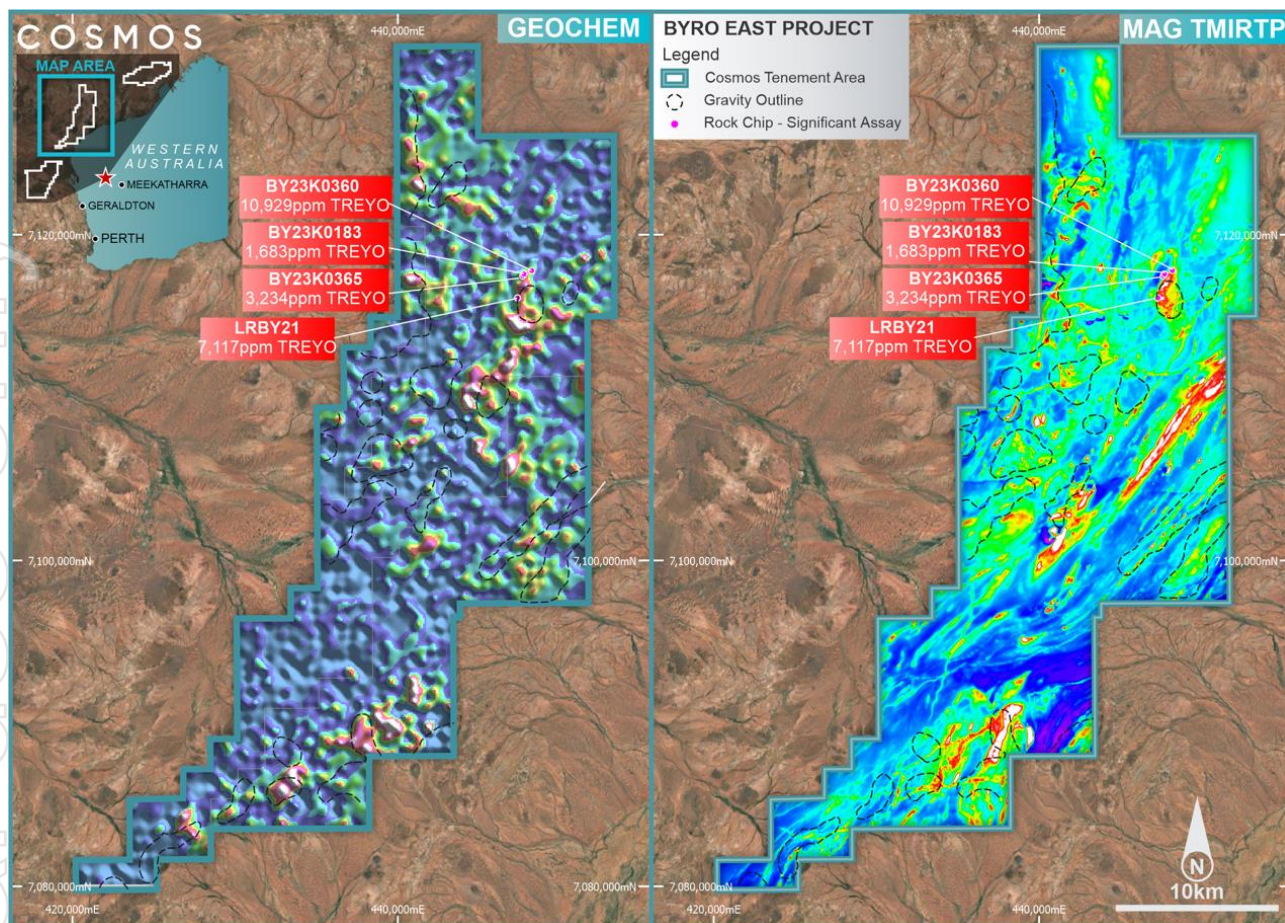 COSMOS
MAP AREA
WESTERN
AUSTRALIA
MEEKATHARRA
GERALDTON
PERTH
440,000mE
GEOCHEM
7,120,000mN
BY23K0360
10,929ppm TREYO
BY23K0183
1,683ppm TREYO
BY23K0365
3,234ppm TREYO
LRBY21
7,117ppm TREYO
7,100,000mN
7,100,000mN
7,080,000mN
7,080,000mN
420,000mE
440,000mE
BYRO EAST PROJECT
Legend
Cosmos Tenement Area
Gravity Outline
Rock Chip - Significant Assay
440,000mE
MAG TMIRTP
7,120,000mN
BY23K0360
10,929ppm TREYO
BY23K0183
1,683ppm TREYO
BY23K0365
3,234ppm TREYO
LRBY21
7,117ppm TREYO
7,100,000mN
420,000mE
440,000mE
N
10km